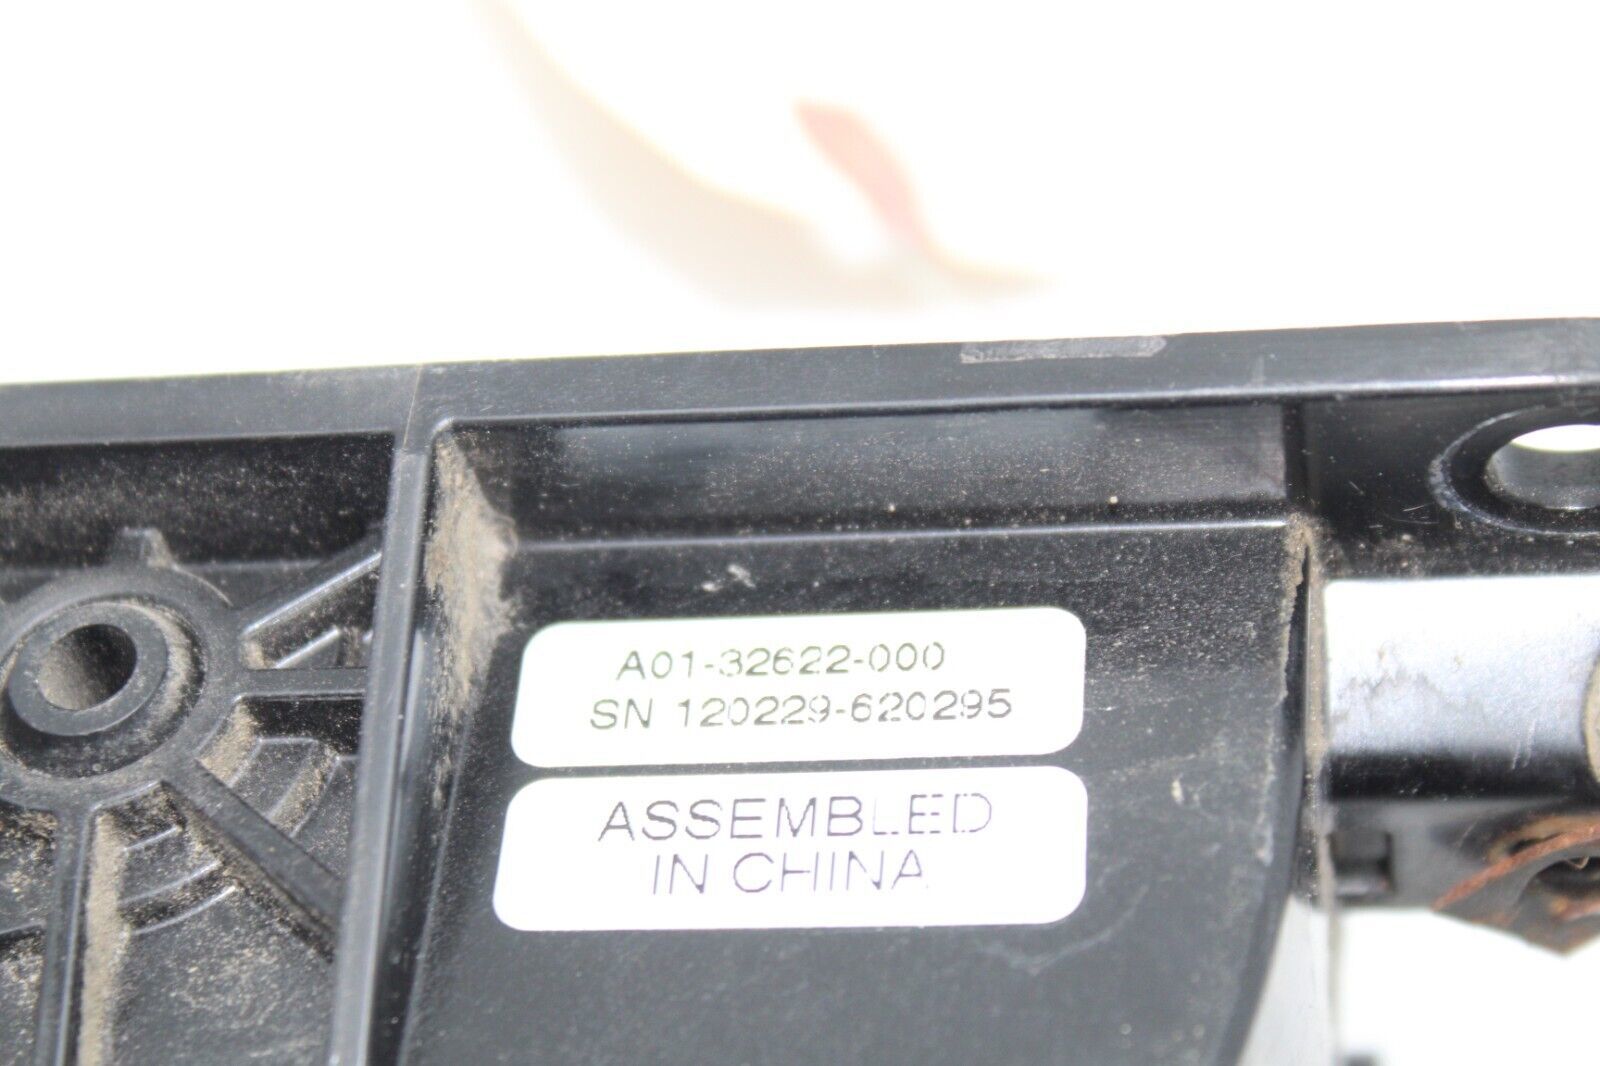 A01-32622-000
SN 120229-620295
ASSEMBLED
IN CHINA